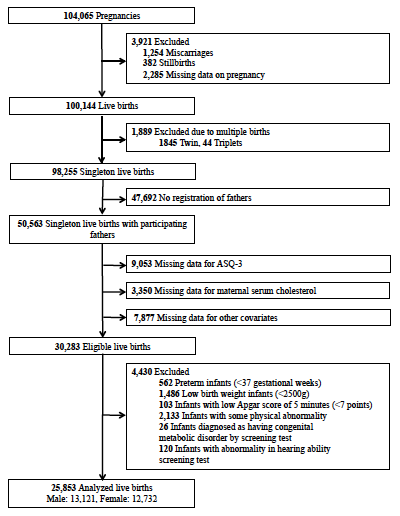 104,065 Pregnancies
3,921 Excluded
1,254 Miscarriages
382 Stillbirths
2,285 Missing data on pregnancy
100,144 Live births
1,889 Excluded due to multiple births
1845 Twin, 44 Triplets
98,255 Singleton live births
47,692 No registration of fathers
50,563 Singleton live births with participating
fathers
9,053 Missing data for ASQ-3
3,350 Missing data for maternal serum cholesterol
7,877 Missing data for other covariates
30,283 Eligible live births
4,430 Excluded
562 Preterm infants (<37 gestational weeks)
1,486 Low birth weight infants (<2500g)
103 Infants with low Apgar score of 5 minutes (<7 points)
2,133 Infants with some physical abnormality
26 Infants diagnosed as having congenital
metabolic disorder by screening test
120 Infants with abnormality in hearing ability
screening test
25,853 Analyzed live births
Male: 13,121, Female: 12,732